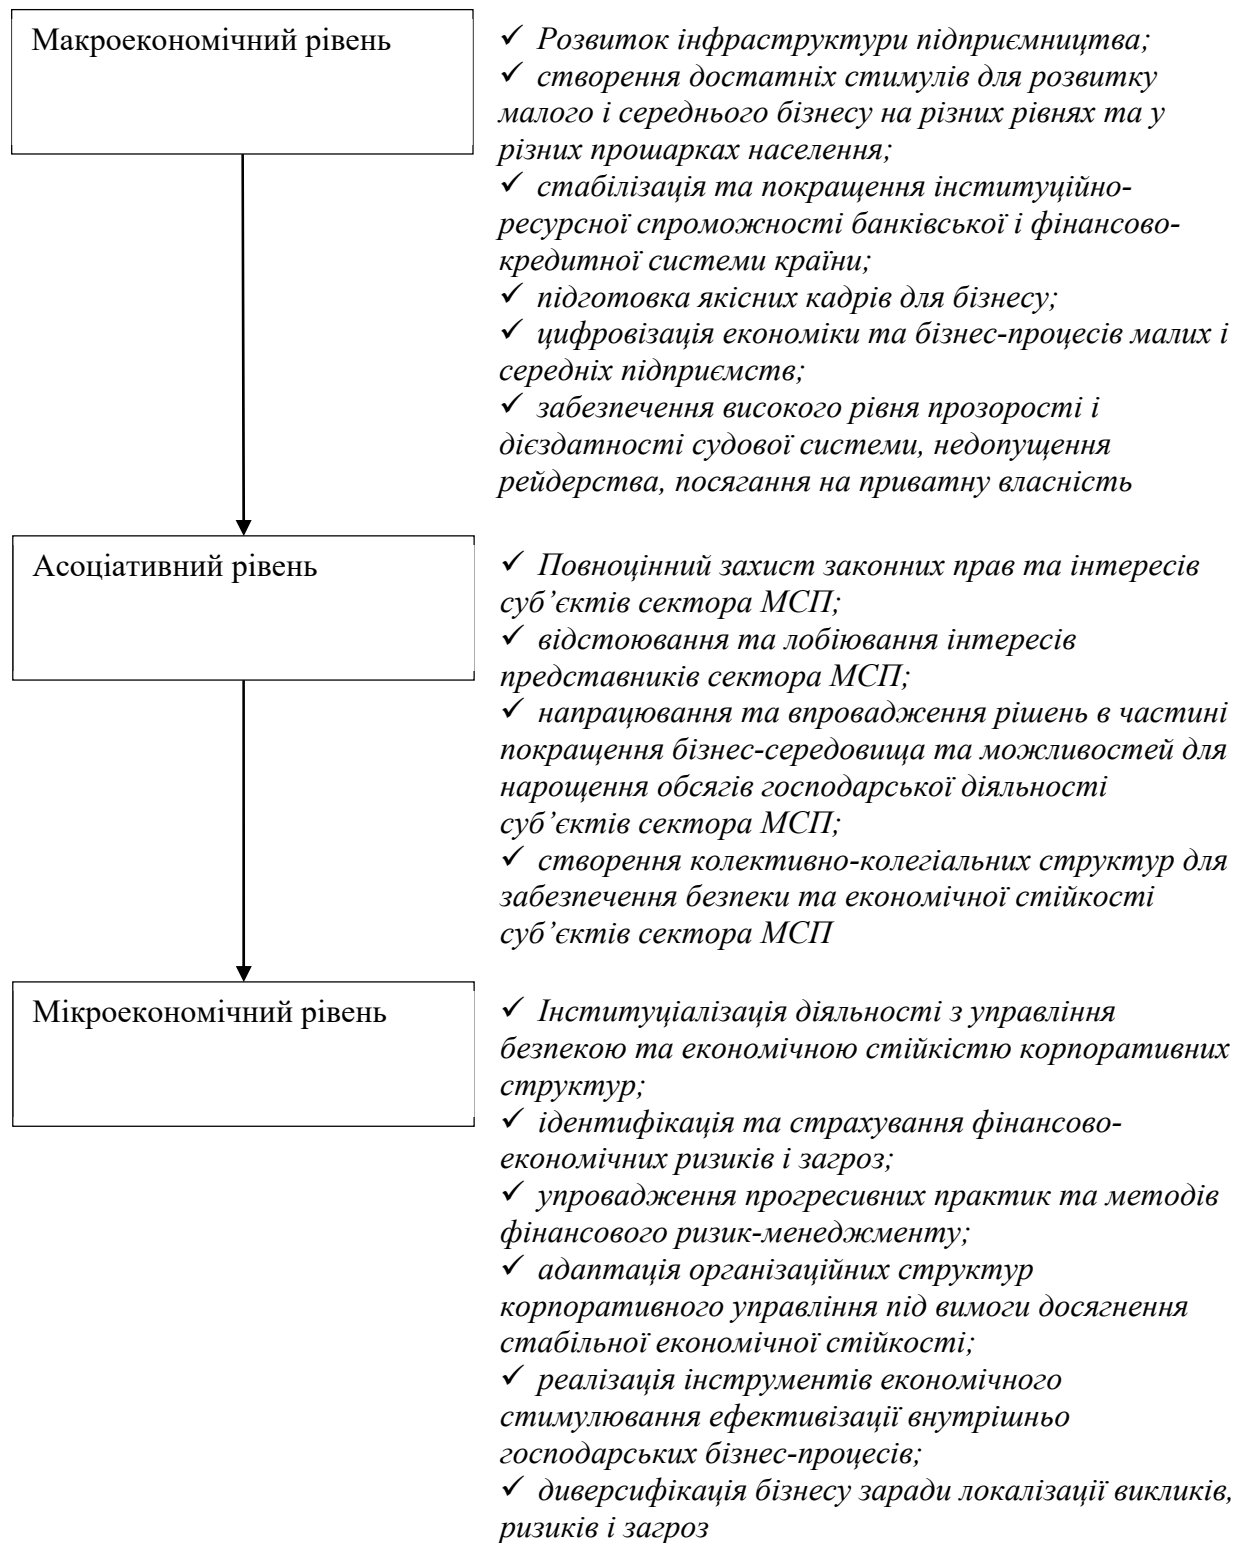 Макроекономічний рівень
✓ Розвиток інфраструктури підприємництва;
✓ створення достатніх стимулів для розвитку
малого і середнього бізнесу на різних рівнях та у
різних прошарках населення;
✓ стабілізація та покращення інституційно-
ресурсної спроможності банківської і фінансово-
кредитної системи країни;
✓ підготовка якісних кадрів для бізнесу;
✓ цифровізація економіки та бізнес-процесів малих і
середніх підприємств;
✓ забезпечення високого рівня прозорості і
дієздатності судової системи, недопущення
рейдерства, посягання на приватну власність
Асоціативний рівень
✓ Повноцінний захист законних прав та інтересів
суб’єктів сектора МСП;
✓ відстоювання та лобіювання інтересів
представників сектора МСП;
✓ напрацювання та впровадження рішень в частині
покращення бізнес-середовища та можливостей для
нарощення обсягів господарської діяльності
суб’єктів сектора МСП;
✓ створення колективно-колегіальних структур для
забезпечення безпеки та економічної стійкості
суб’єктів сектора МСП
Мікроекономічний рівень
✓ Інституціалізація діяльності з управління
безпекою та економічною стійкістю корпоративних
структур;
✓ ідентифікація та страхування фінансово-
економічних ризиків і загроз;
✓ упровадження прогресивних практик та методів
фінансового ризик-менеджменту;
✓ адаптація організаційних структур
корпоративного управління під вимоги досягнення
стабільної економічної стійкості;
✓ реалізація інструментів економічного
стимулювання ефективізації внутрішньо
господарських бізнес-процесів;
✓ диверсифікація бізнесу заради локалізації викликів,
ризиків і загроз